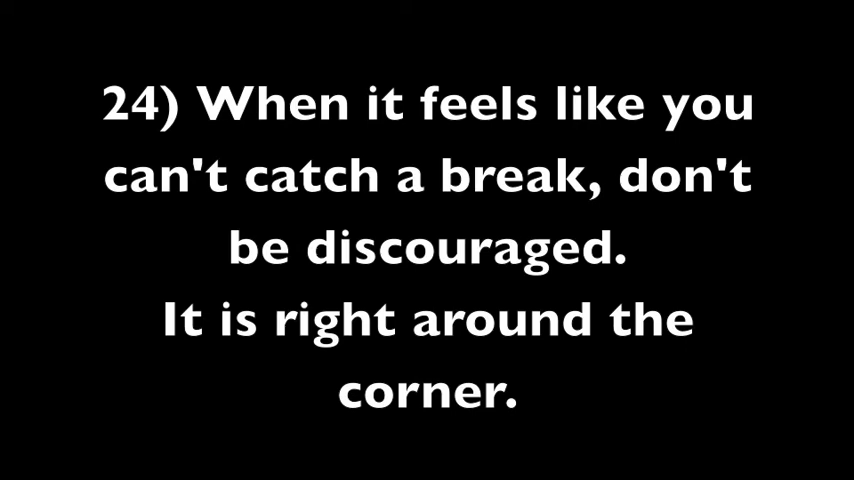 24) When it feels like you
can't catch a break, don't
be discouraged.
It is right around the
corner.